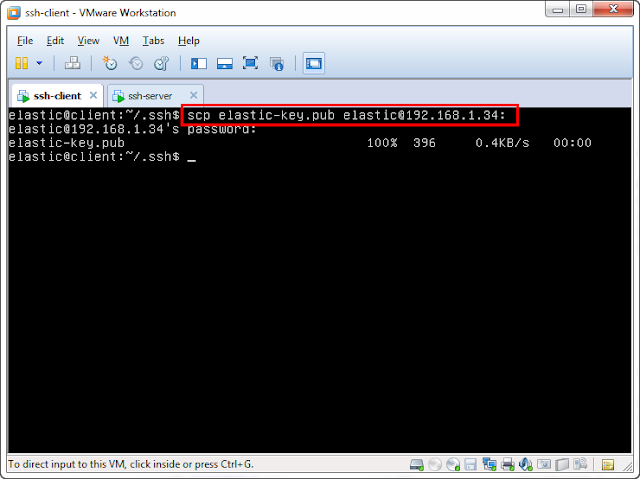 ssh-client - VMware Workstation
File Edit View VM Tabs Help
ssh-client ssh-server
elastic@client:~/.ssh$ scp elastic-key.pub elastic@192.168.1.34:
elastic@192.168.1.34's password:
elastic-key.pub 100% 396 0.4KB/s 00:00
elastic@client:~/.ssh$ _
To direct input to this VM, click inside or press Ctrl+G.